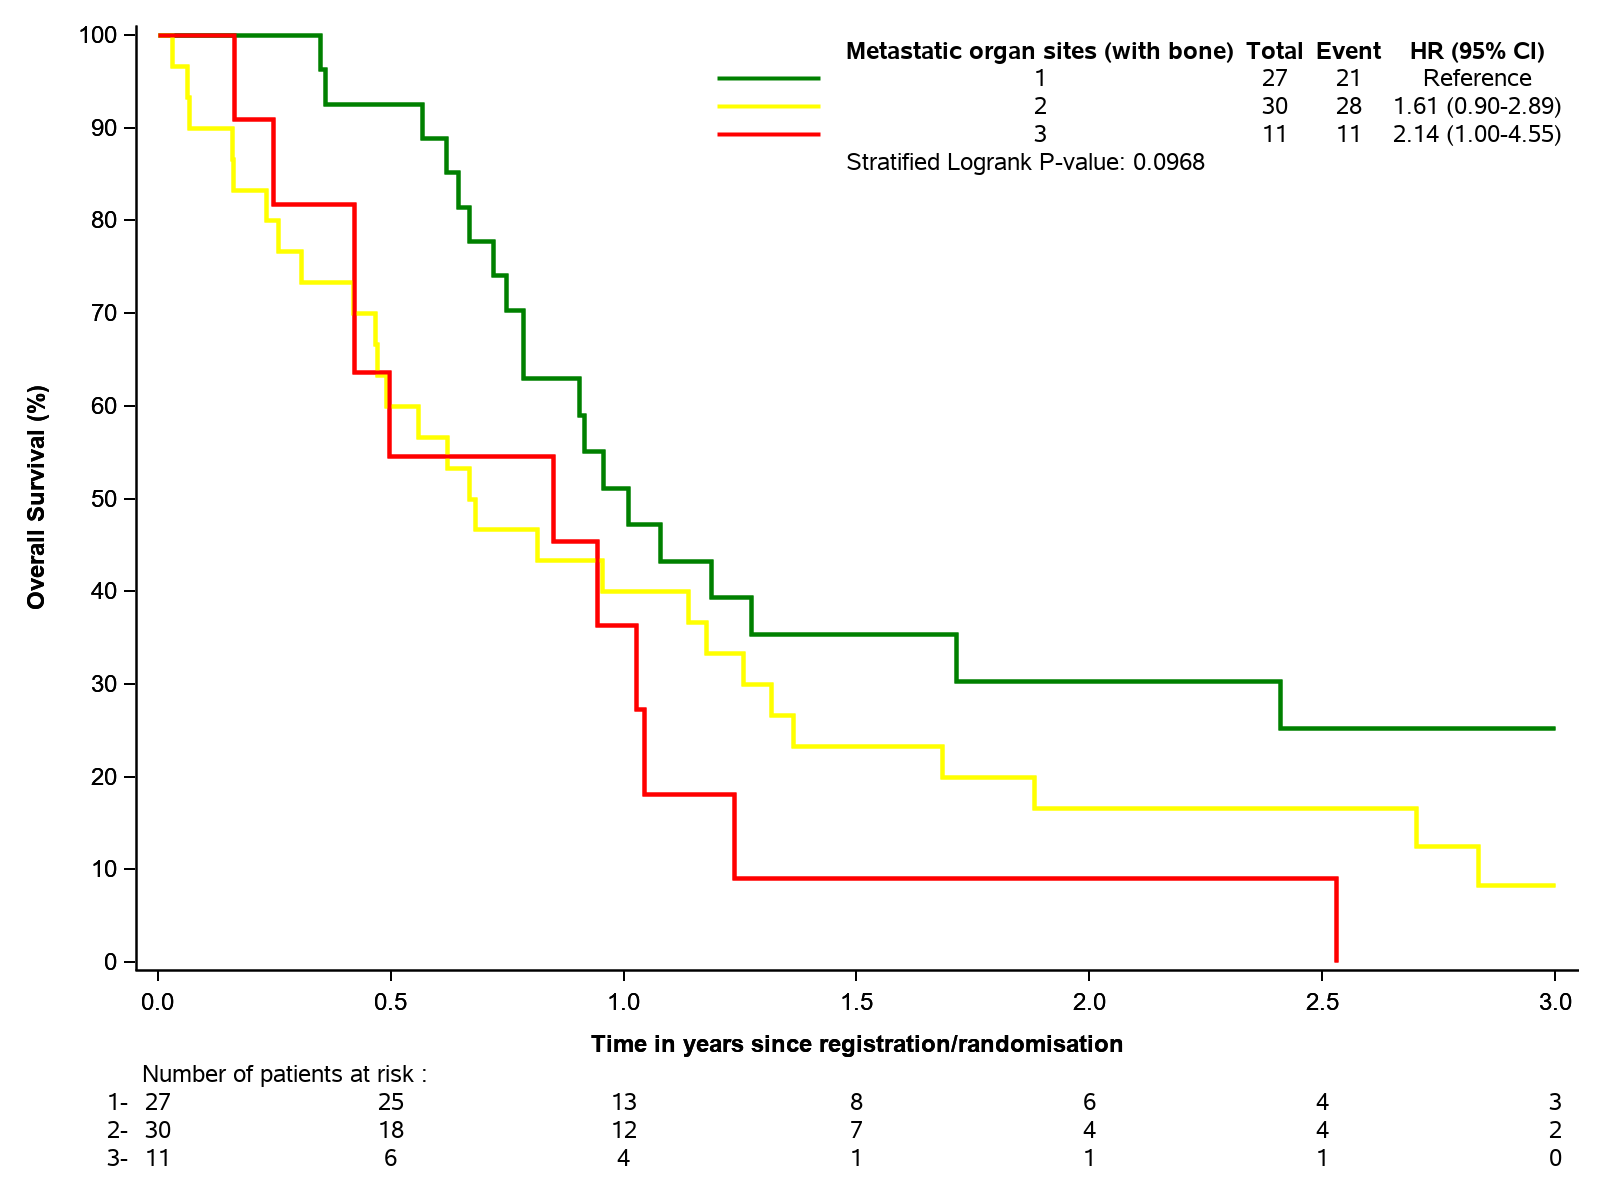 Metastatic organ sites (with bone) Total Event HR (95% CI)
1 27 21 Reference
2 30 28 1.61 (0.90-2.89)
3 11 11 2.14 (1.00-4.55)
Stratified Logrank P-value: 0.0968
Overall Survival (%)
100
90
80
70
60
50
40
30
20
10
0
0.0 0.5 1.0 1.5 2.0 2.5 3.0
Time in years since registration/randomisation
Number of patients at risk :
1- 27 25 13 8 6 4 3
2- 30 18 12 7 4 4 2
3- 11 6 4 1 1 1 0